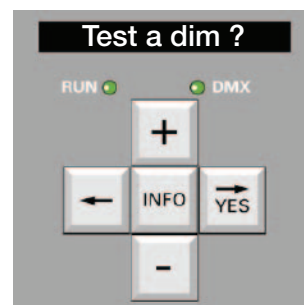 Test a dim ?
RUN DMX
+
← INFO → YES
-